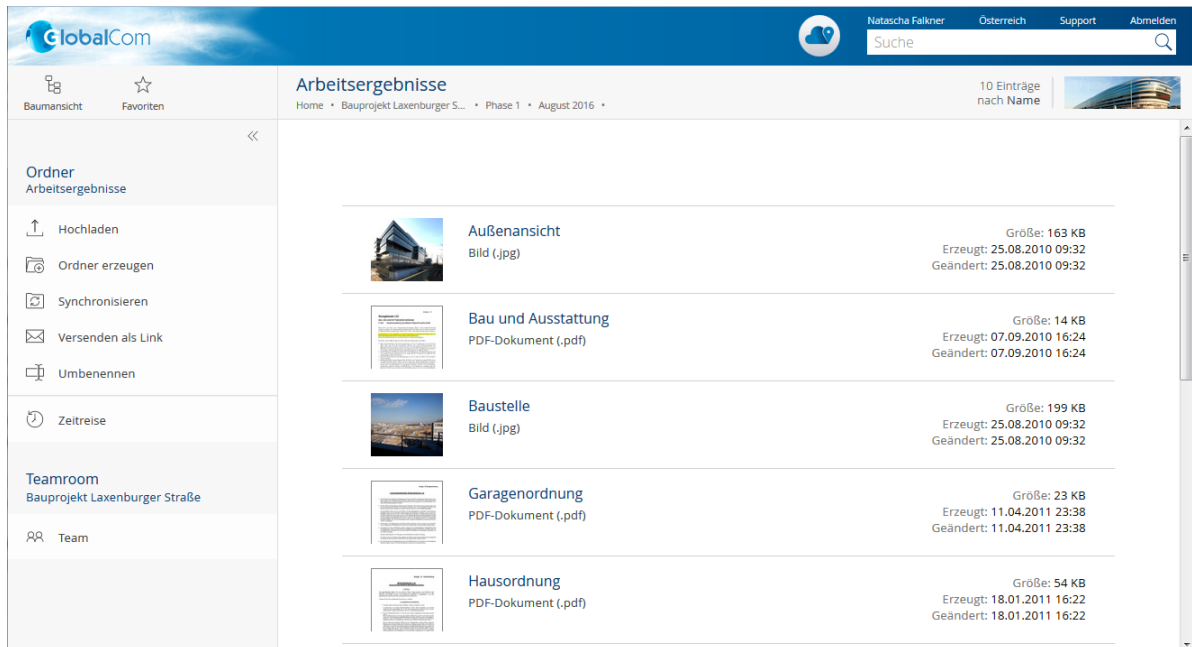 GlobalCom
Natascha Falkner Österreich Support Abmelden
Suche
Baumansicht Favoriten
Arbeitsergebnisse
Home • Bauprojekt Laxenburger S... • Phase 1 • August 2016 •
10 Einträge
nach Name
Ordner
Arbeitsergebnisse
Hochladen
Ordner erzeugen
Synchronisieren
Versenden als Link
Umbenennen
Zeitreise
Teamroom
Bauprojekt Laxenburger Straße
Team
Außenansicht
Bild (.jpg)
Größe: 163 KB
Erzeugt: 25.08.2010 09:32
Geändert: 25.08.2010 09:32
Bau und Ausstattung
PDF-Dokument (.pdf)
Größe: 14 KB
Erzeugt: 07.09.2010 16:24
Geändert: 07.09.2010 16:24
Baustelle
Bild (.jpg)
Größe: 199 KB
Erzeugt: 25.08.2010 09:32
Geändert: 25.08.2010 09:32
Garagenordnung
PDF-Dokument (.pdf)
Größe: 23 KB
Erzeugt: 11.04.2011 23:38
Geändert: 11.04.2011 23:38
Hausordnung
PDF-Dokument (.pdf)
Größe: 54 KB
Erzeugt: 18.01.2011 16:22
Geändert: 18.01.2011 16:22